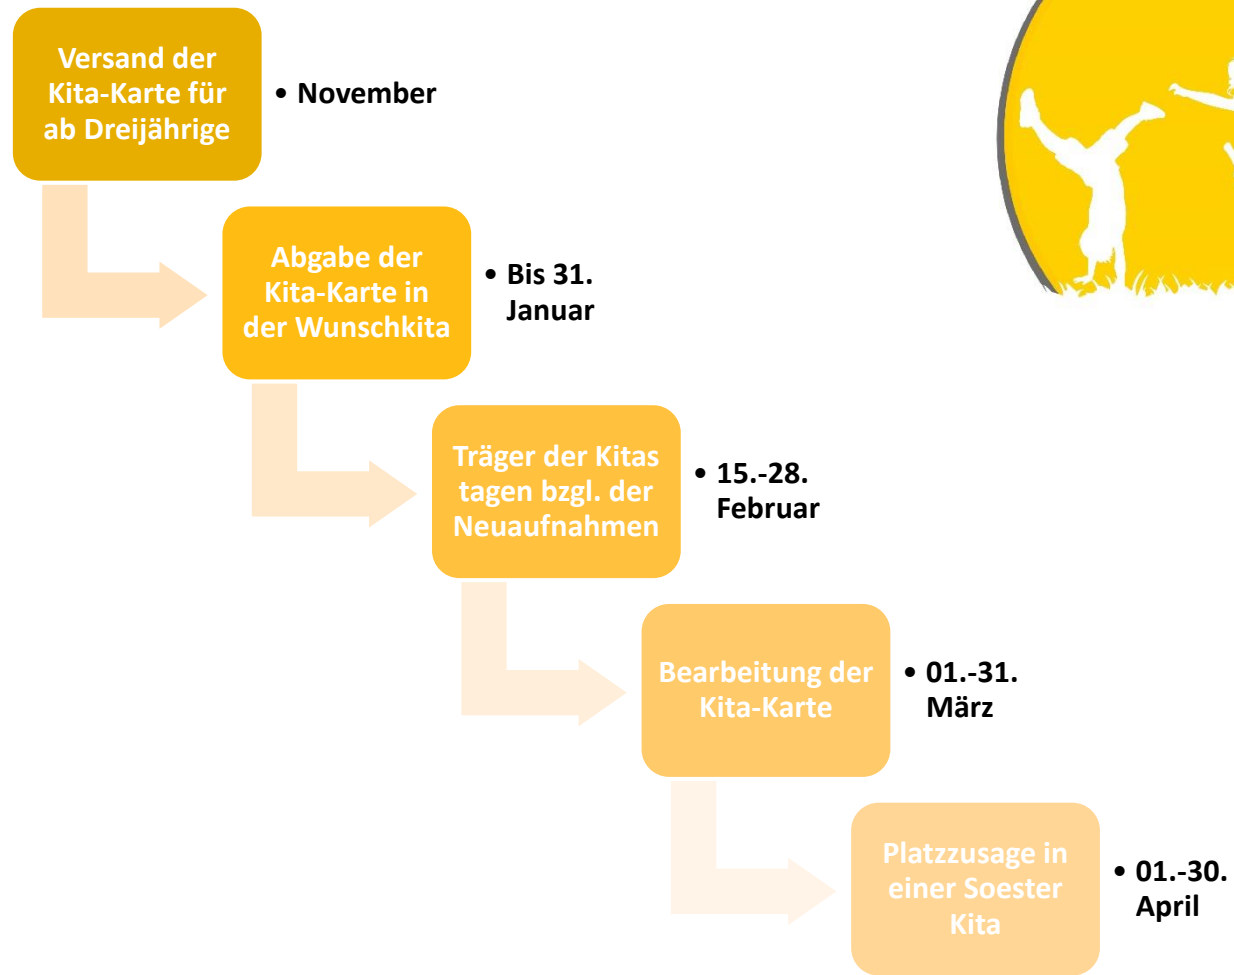 Versand der
Kita-Karte für
ab Dreijährige
• November
Abgabe der
Kita-Karte in
der Wunschkita
• Bis 31.
Januar
Träger der Kitas
tagen bzgl. der
Neuaufnahmen
• 15.-28.
Februar
Bearbeitung der
Kita-Karte
• 01.-31.
März
Platzzusage in
einer Soester
Kita
• 01.-30.
April